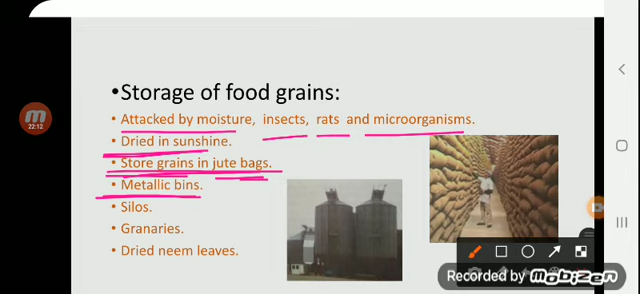 •Storage of food grains:
• Attacked by moisture, insects, rats and microorganisms.
• Dried in sunshine.
• Store grains in jute bags.
• Metallic bins.
• Silos.
• Granaries.
• Dried neem leaves.
22:12
Recorded by mobizen